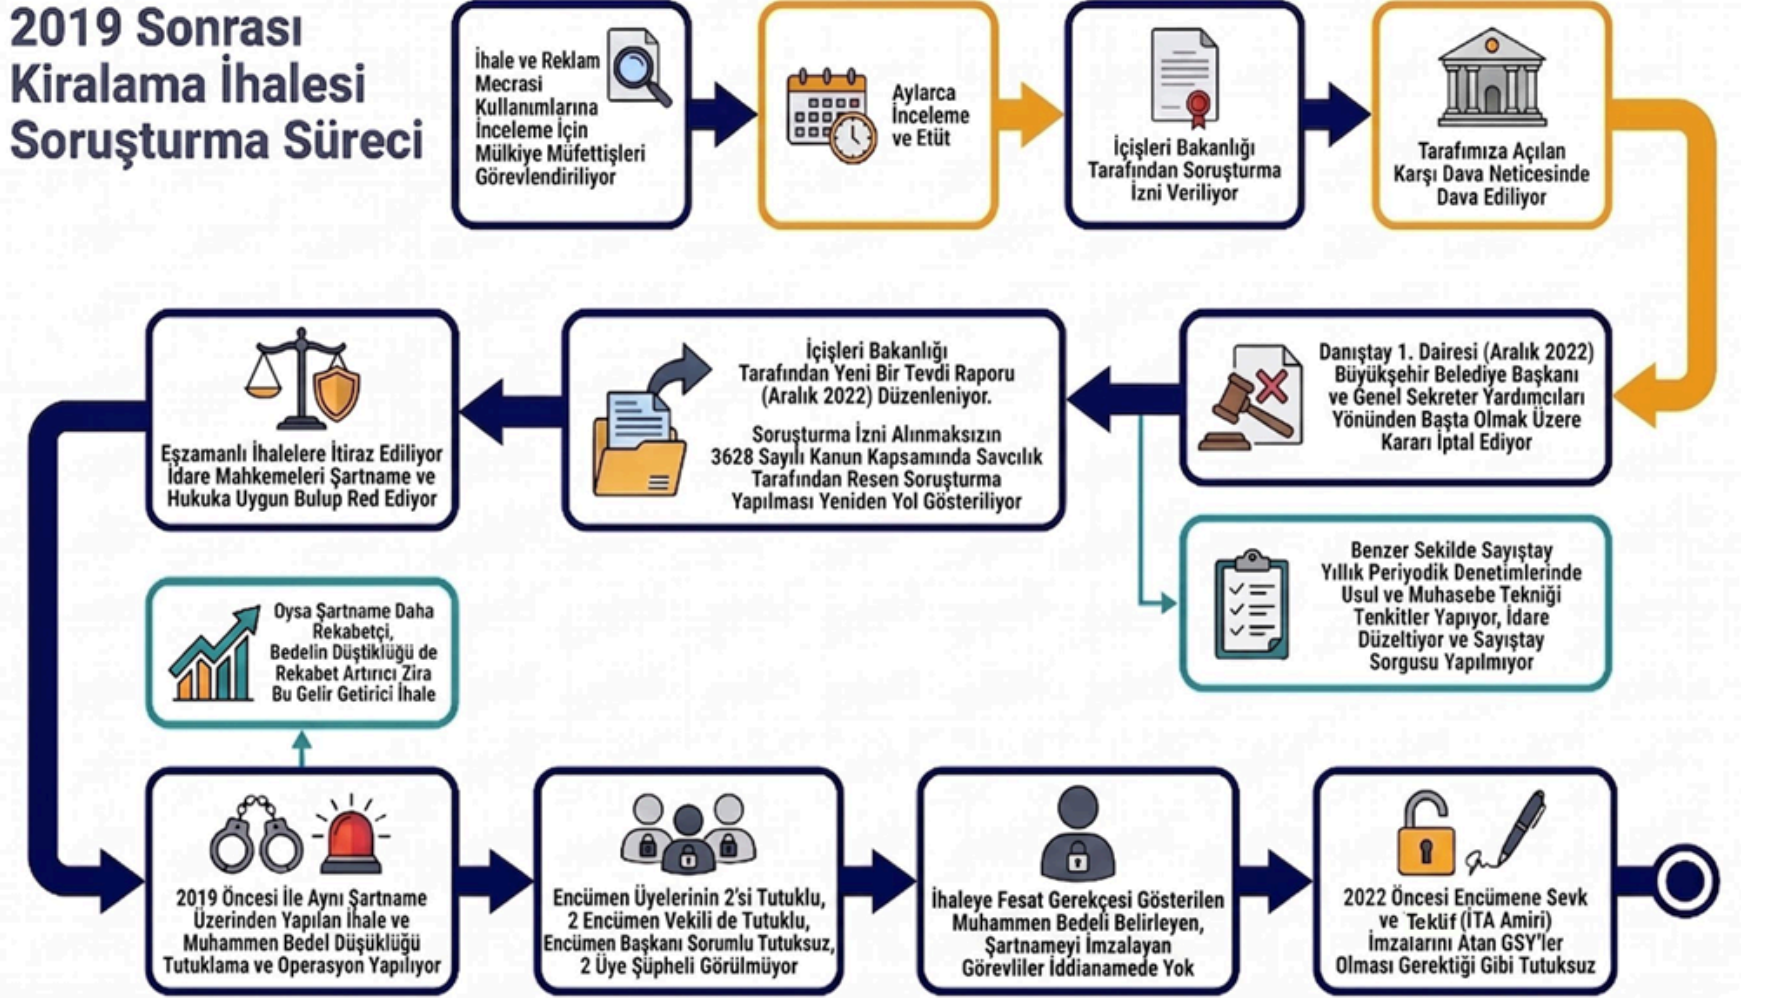 2019 Sonrası
Kiralama İhalesi
Soruşturma Süreci
İhale ve Reklam
Mecrası
Kullanımlarına
İnceleme İçin
Mülkiye Müfettişleri
Görevlendiriliyor
Aylarca
İnceleme
ve Etüt
İçişleri Bakanlığı
Tarafından Soruşturma
İzni Veriliyor
Tarafımıza Açılan
Karşı Dava Neticesinde
Dava Ediliyor
Danıştay 1. Dairesi (Aralık 2022)
Büyükşehir Belediye Başkanı
ve Genel Sekreter Yardımcıları
Yönünden Başta Olmak Üzere
Kararı İptal Ediyor
Benzer Sekilde Sayıştay
Yıllık Periyodik Denetimlerinde
Usul ve Muhasebe Tekniği
Tenkitler Yapıyor, İdare
Düzeltiyor ve Sayıştay
Sorgusu Yapılmıyor
İçişleri Bakanlığı
Tarafından Yeni Bir Tevdi Raporu
(Aralık 2022) Düzenleniyor.
Soruşturma İzni Alınmaksızın
3628 Sayılı Kanun Kapsamında Savcılık
Tarafından Resen Soruşturma
Yapılması Yeniden Yol Gösteriliyor
Eşzamanlı İhalelere İtiraz Ediliyor
İdare Mahkemeleri Şartname ve
Hukuka Uygun Bulup Red Ediyor
Oysa Şartname Daha
Rekabetçi,
Bedelin Düştiklüğü de
Rekabet Artırıcı Zira
Bu Gelir Getirici İhale
2019 Öncesi İle Aynı Şartname
Üzerinden Yapılan İhale ve
Muhammen Bedel Düşüklüğü
Tutuklama ve Operasyon Yapılıyor
Encümen Üyelerinin 2'si Tutuklu,
2 Encümen Vekili de Tutuklu,
Encümen Başkanı Sorumlu Tutuksuz,
2 Üye Şüpheli Görülmüyor
İhaleye Fesat Gerekçesi Gösterilen
Muhammen Bedeli Belirleyen,
Şartnameyi İmzalayan
Görevliler İddianamede Yok
2022 Öncesi Encümene Sevk
ve Teklif (İTA Amiri)
İmzalarını Atan GSY'ler
Olması Gerektiği Gibi Tutuksuz